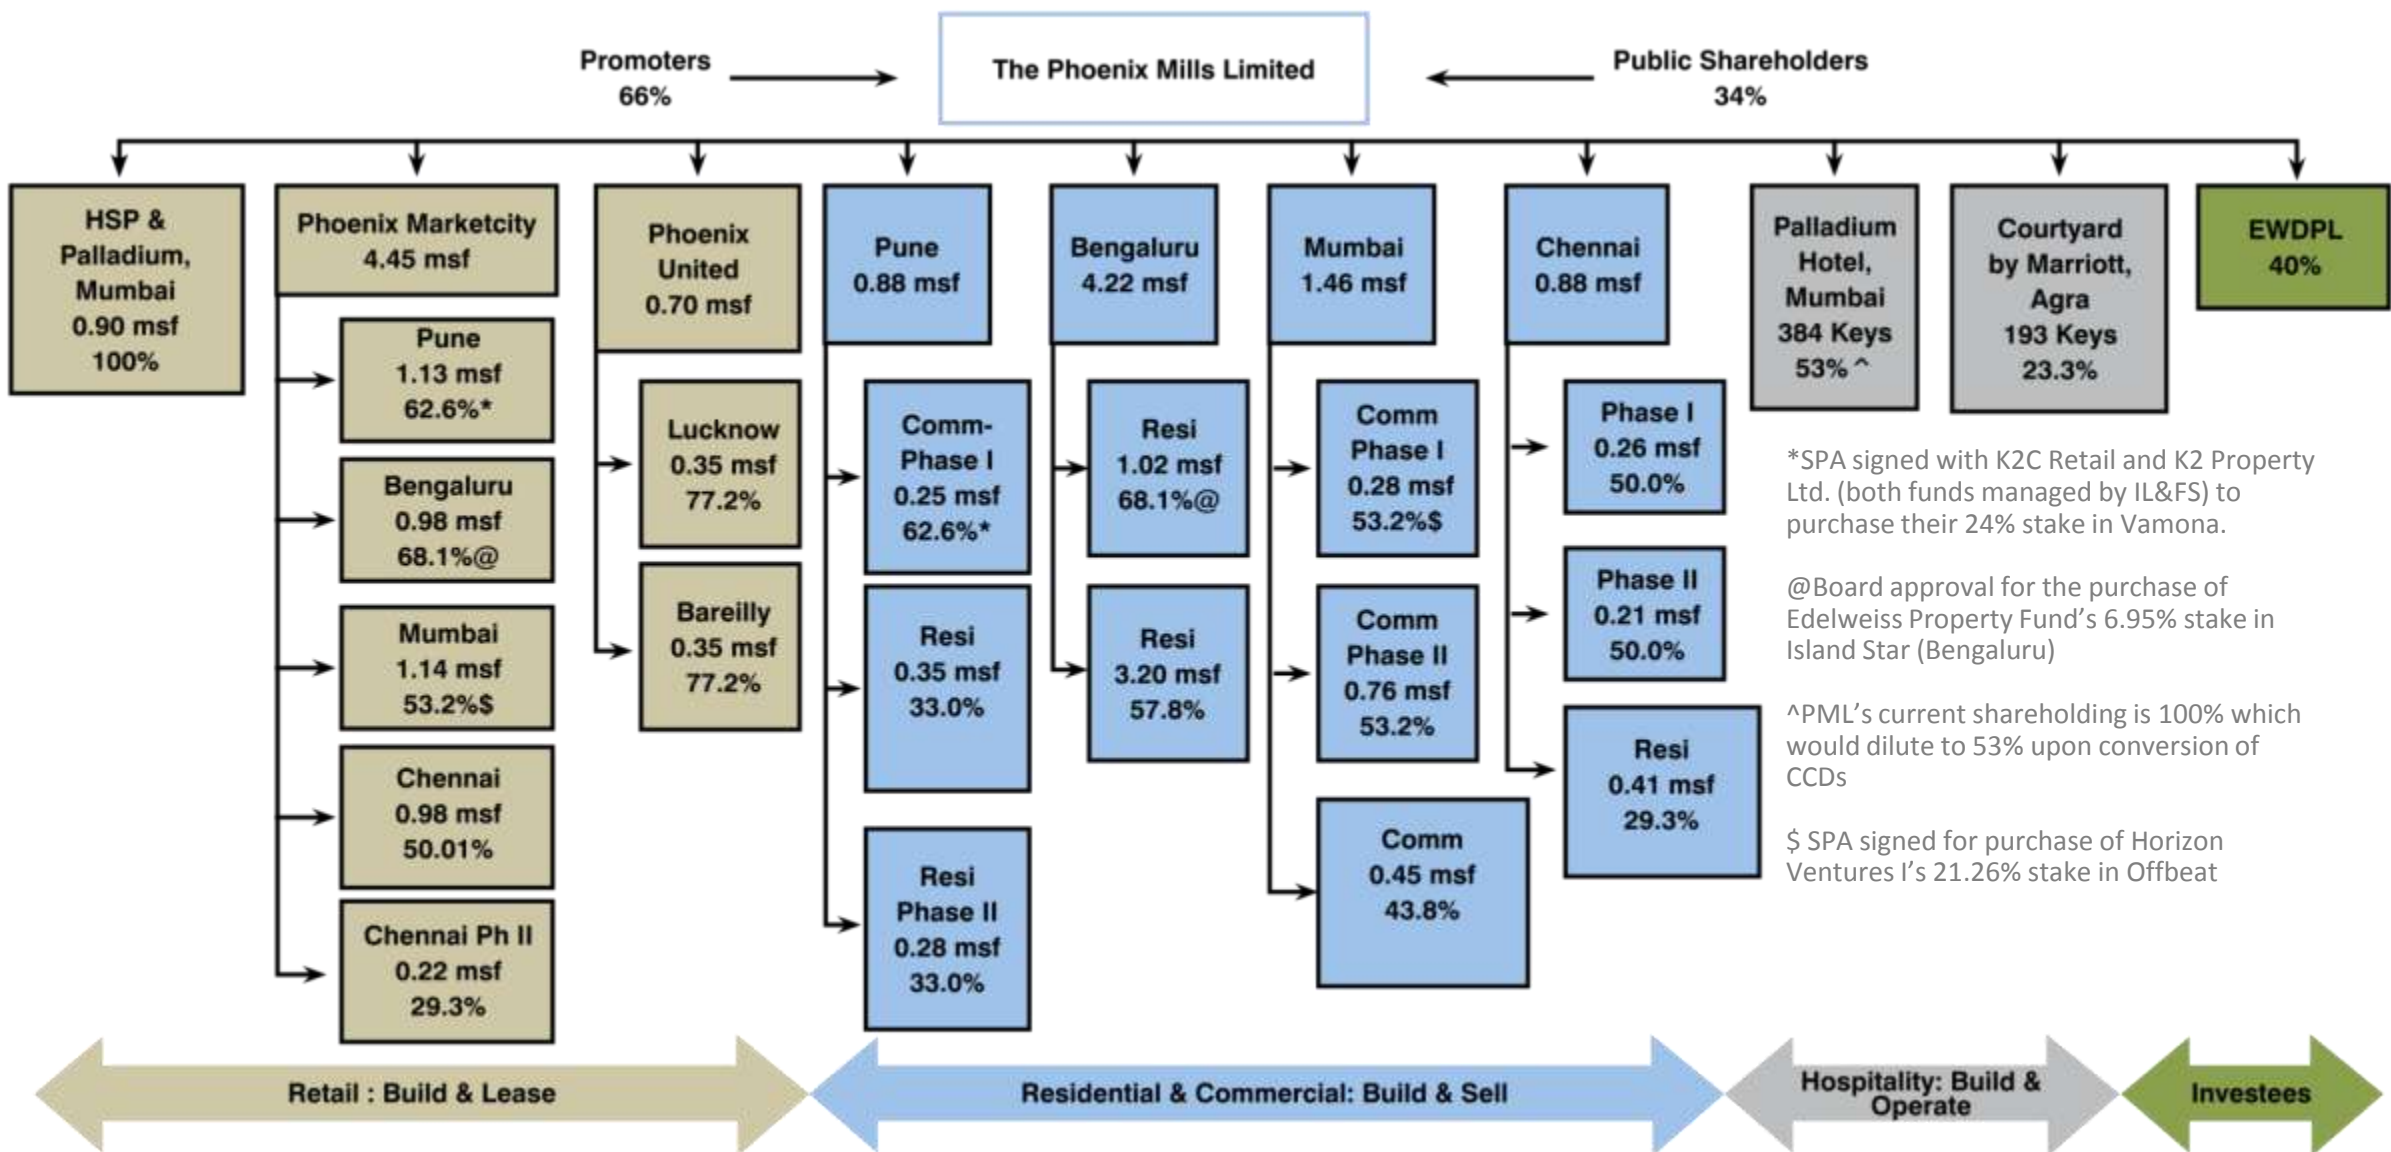 Promoters
66%
The Phoenix Mills Limited
Public Shareholders
34%
HSP &
Palladium,
Mumbai
0.90 msf
100%
Phoenix Marketcity
4.45 msf
Pune
1.13 msf
62.6%*
Bengaluru
0.98 msf
68.1%@
Mumbai
1.14 msf
53.2%$
Chennai
0.98 msf
50.01%
Chennai Ph II
0.22 msf
29.3%
Phoenix
United
0.70 msf
Lucknow
0.35 msf
77.2%
Bareilly
0.35 msf
77.2%
Pune
0.88 msf
Comm-
Phase I
0.25 msf
62.6%*
Resi
0.35 msf
33.0%
Resi
Phase II
0.28 msf
33.0%
Bengaluru
4.22 msf
Resi
1.02 msf
68.1%@
Resi
3.20 msf
57.8%
Mumbai
1.46 msf
Comm
Phase I
0.28 msf
53.2%$
Comm
Phase II
0.76 msf
53.2%
Comm
0.45 msf
43.8%
Chennai
0.88 msf
Phase I
0.26 msf
50.0%
Phase II
0.21 msf
50.0%
Resi
0.41 msf
29.3%
Palladium
Hotel,
Mumbai
384 Keys
53% ^
Courtyard
by Marriott,
Agra
193 Keys
23.3%
EWDPL
40%
*SPA signed with K2C Retail and K2 Property
Ltd. (both funds managed by IL&FS) to
purchase their 24% stake in Vamona.
@Board approval for the purchase of
Edelweiss Property Fund’s 6.95% stake in
Island Star (Bengaluru)
^PML’s current shareholding is 100% which
would dilute to 53% upon conversion of
CCDs
$ SPA signed for purchase of Horizon
Ventures I’s 21.26% stake in Offbeat
Retail : Build & Lease
Residential & Commercial: Build & Sell
Hospitality: Build &
Operate
Investees